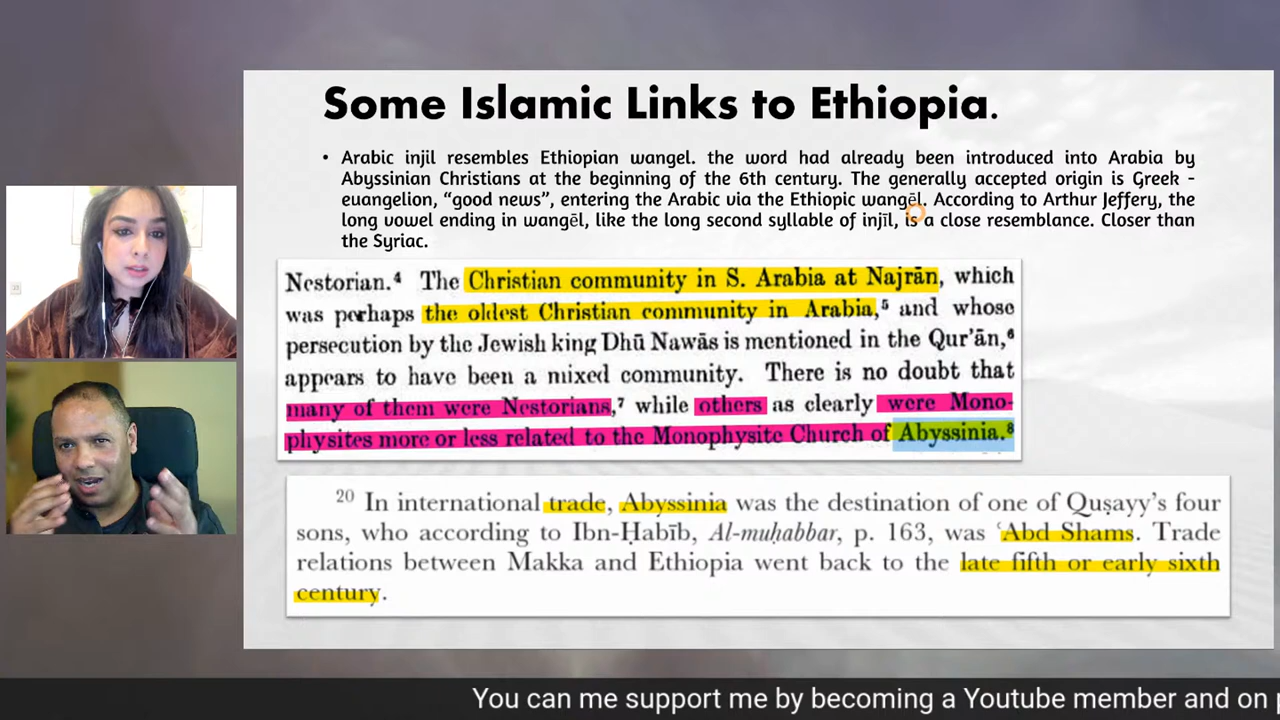 Some Islamic Links to Ethiopia.
• Arabic injil resembles Ethiopian wangel. the word had already been introduced into Arabia by
Abyssinian Christians at the beginning of the 6th century. The generally accepted origin is Greek -
euangelion, “good news”, entering the Arabic via the Ethiopic wangēl. According to Arthur Jeffery, the
long vowel ending in wangēl, like the long second syllable of injīl, is a close resemblance. Closer than
the Syriac.
Nestorian.⁴ The Christian community in S. Arabia at Najrān, which
was perhaps the oldest Christian community in Arabia,⁵ and whose
persecution by the Jewish king Dhū Nawās is mentioned in the Qur’ān,⁶
appears to have been a mixed community. There is no doubt that
many of them were Nestorians,⁷ while others as clearly were Mono-
physites more or less related to the Monophysite Church of Abyssinia.⁸
²⁰ In international trade, Abyssinia was the destination of one of Quṣayy’s four
sons, who according to Ibn-Ḥabīb, Al-muḥabbar, p. 163, was ʿAbd Shams. Trade
relations between Makka and Ethiopia went back to the late fifth or early sixth
century.
You can me support me by becoming a Youtube member and on